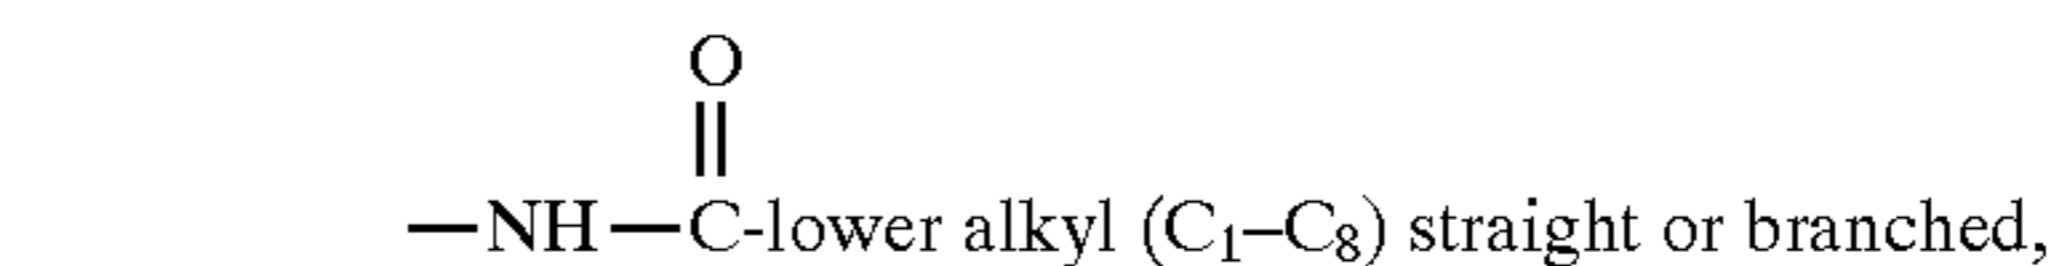 O
—NH—C-lower alkyl (C₁–C₈) straight or branched,